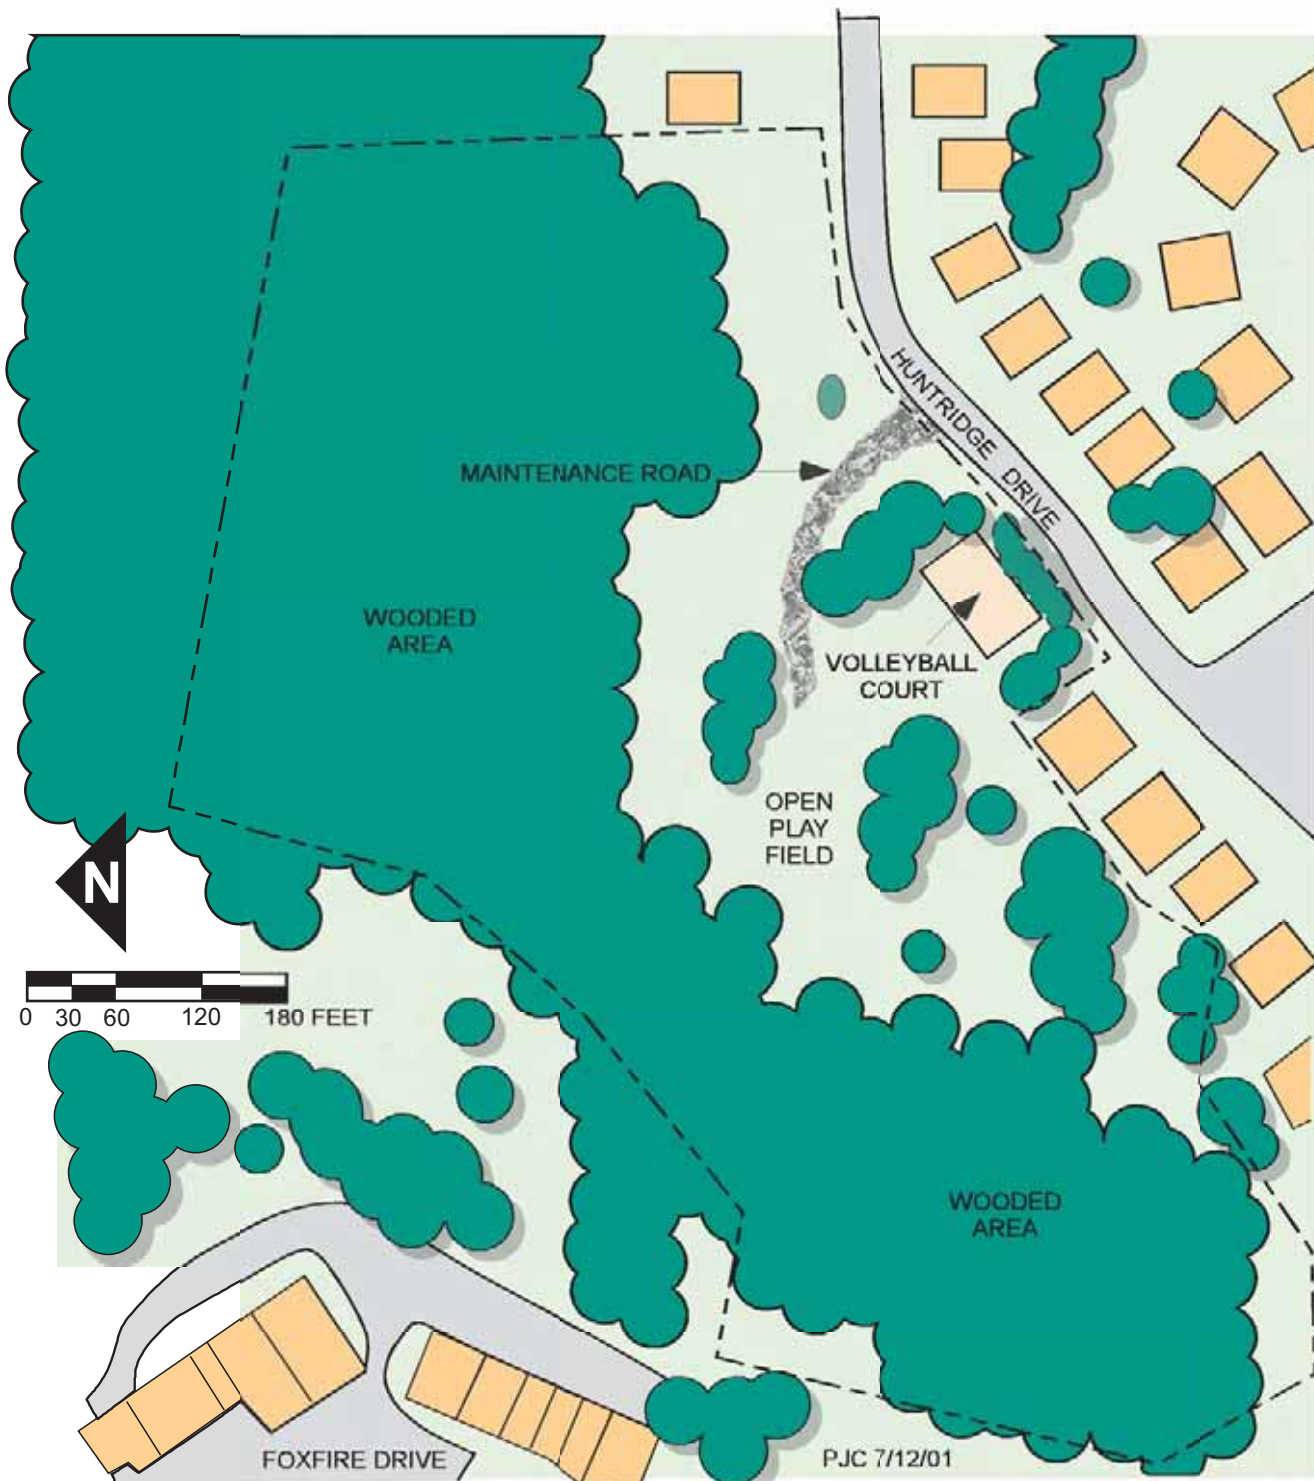 HUNTRIDGE DRIVE
MAINTENANCE ROAD
WOODED
AREA
VOLLEYBALL
COURT
OPEN
PLAY
FIELD
N
0 30 60 120 180 FEET
WOODED
AREA
FOXFIRE DRIVE
PJC 7/12/01